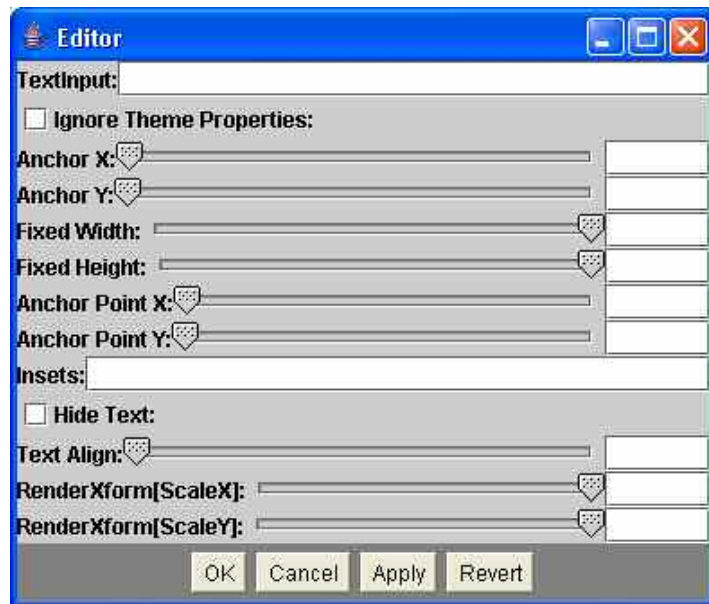 Editor
TextInput:
Ignore Theme Properties:
Anchor X:
Anchor Y:
Fixed Width:
Fixed Height:
Anchor Point X:
Anchor Point Y:
Insets:
Hide Text:
Text Align:
RenderXform[ScaleX]:
RenderXform[ScaleY]:
OK Cancel Apply Revert